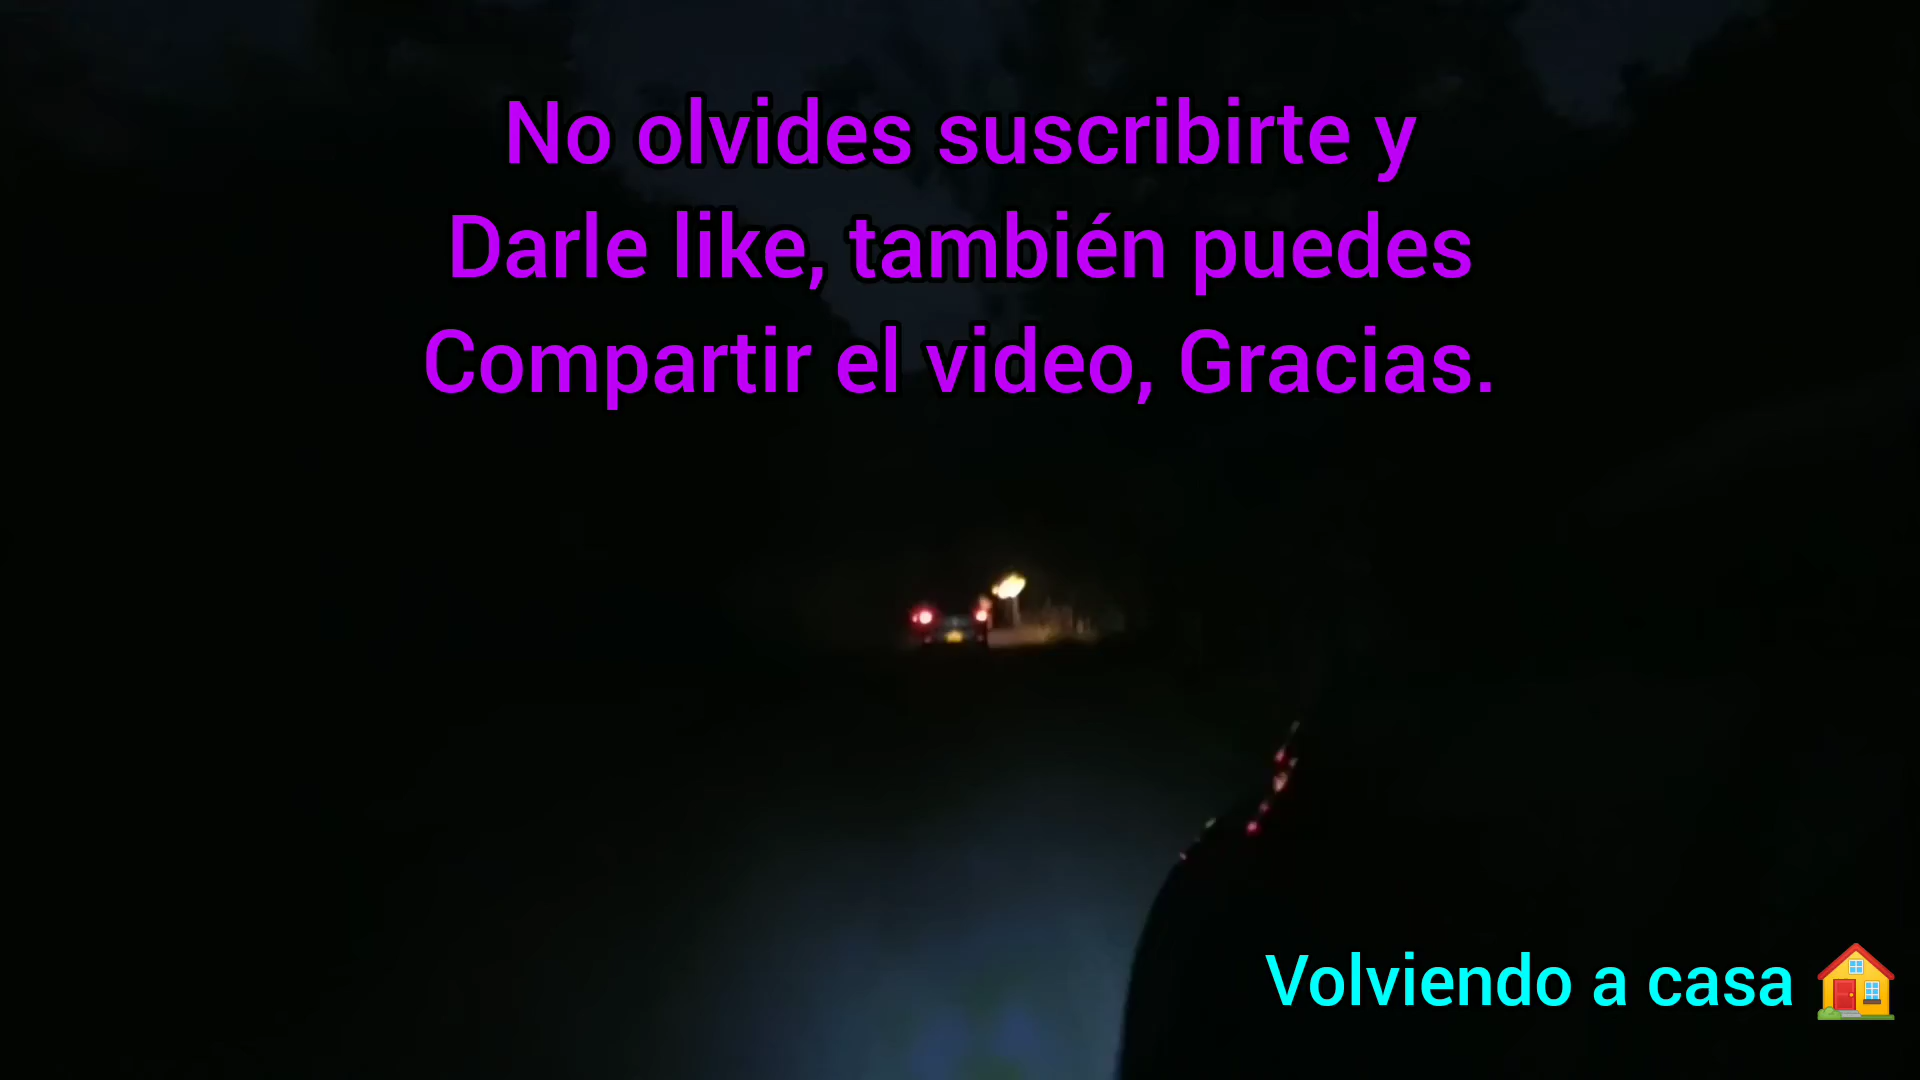 No olvides suscribirte y
Darle like, también puedes
Compartir el video, Gracias.
Volviendo a casa 🏠